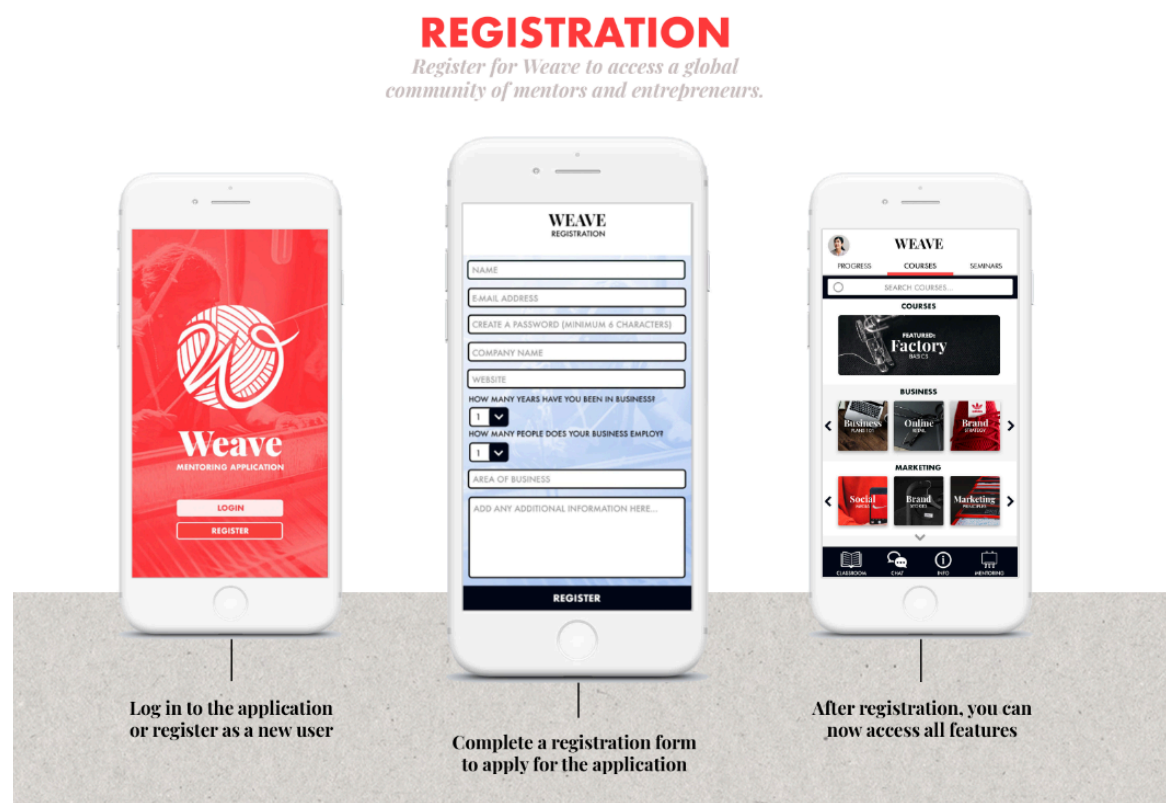 REGISTRATION
Register for Weave to access a global
community of mentors and entrepreneurs.
Weave
MENTORING APPLICATION
LOGIN
REGISTER
Log in to the application
or register as a new user
WEAVE
REGISTRATION
NAME
E-MAIL ADDRESS
CREATE A PASSWORD (MINIMUM 6 CHARACTERS)
COMPANY NAME
WEBSITE
HOW MANY YEARS HAVE YOU BEEN IN BUSINESS?
1
HOW MANY PEOPLE DOES YOUR BUSINESS EMPLOY?
1
AREA OF BUSINESS
ADD ANY ADDITIONAL INFORMATION HERE...
REGISTER
Complete a registration form
to apply for the application
WEAVE
PROGRESS COURSES SEMINARS
SEARCH COURSES...
COURSES
FEATURED:
Factory
BASICS
BUSINESS
Business Online Brand
PLANS 101 RETAIL STRATEGY
MARKETING
Social Brand Marketing
MEDIA PRINCIPLES
CLASSROOM CHAT INFO MENTORING
After registration, you can
now access all features